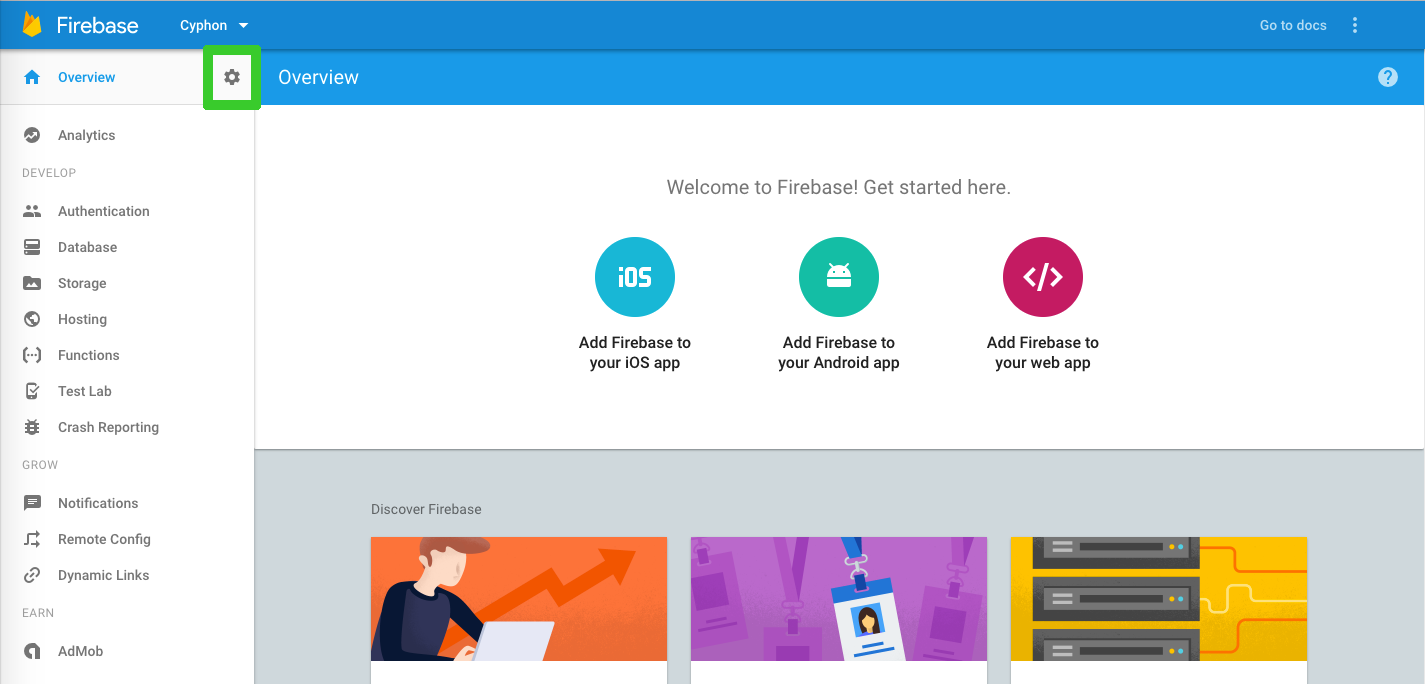 Firebase
Cyphon
Go to docs
Overview
Overview
Analytics
DEVELOP
Authentication
Database
Storage
Hosting
Functions
Test Lab
Crash Reporting
GROW
Notifications
Remote Config
Dynamic Links
EARN
AdMob
Welcome to Firebase! Get started here.
iOS
Add Firebase to
your iOS app
Add Firebase to
your Android app
</>
Add Firebase to
your web app
Discover Firebase